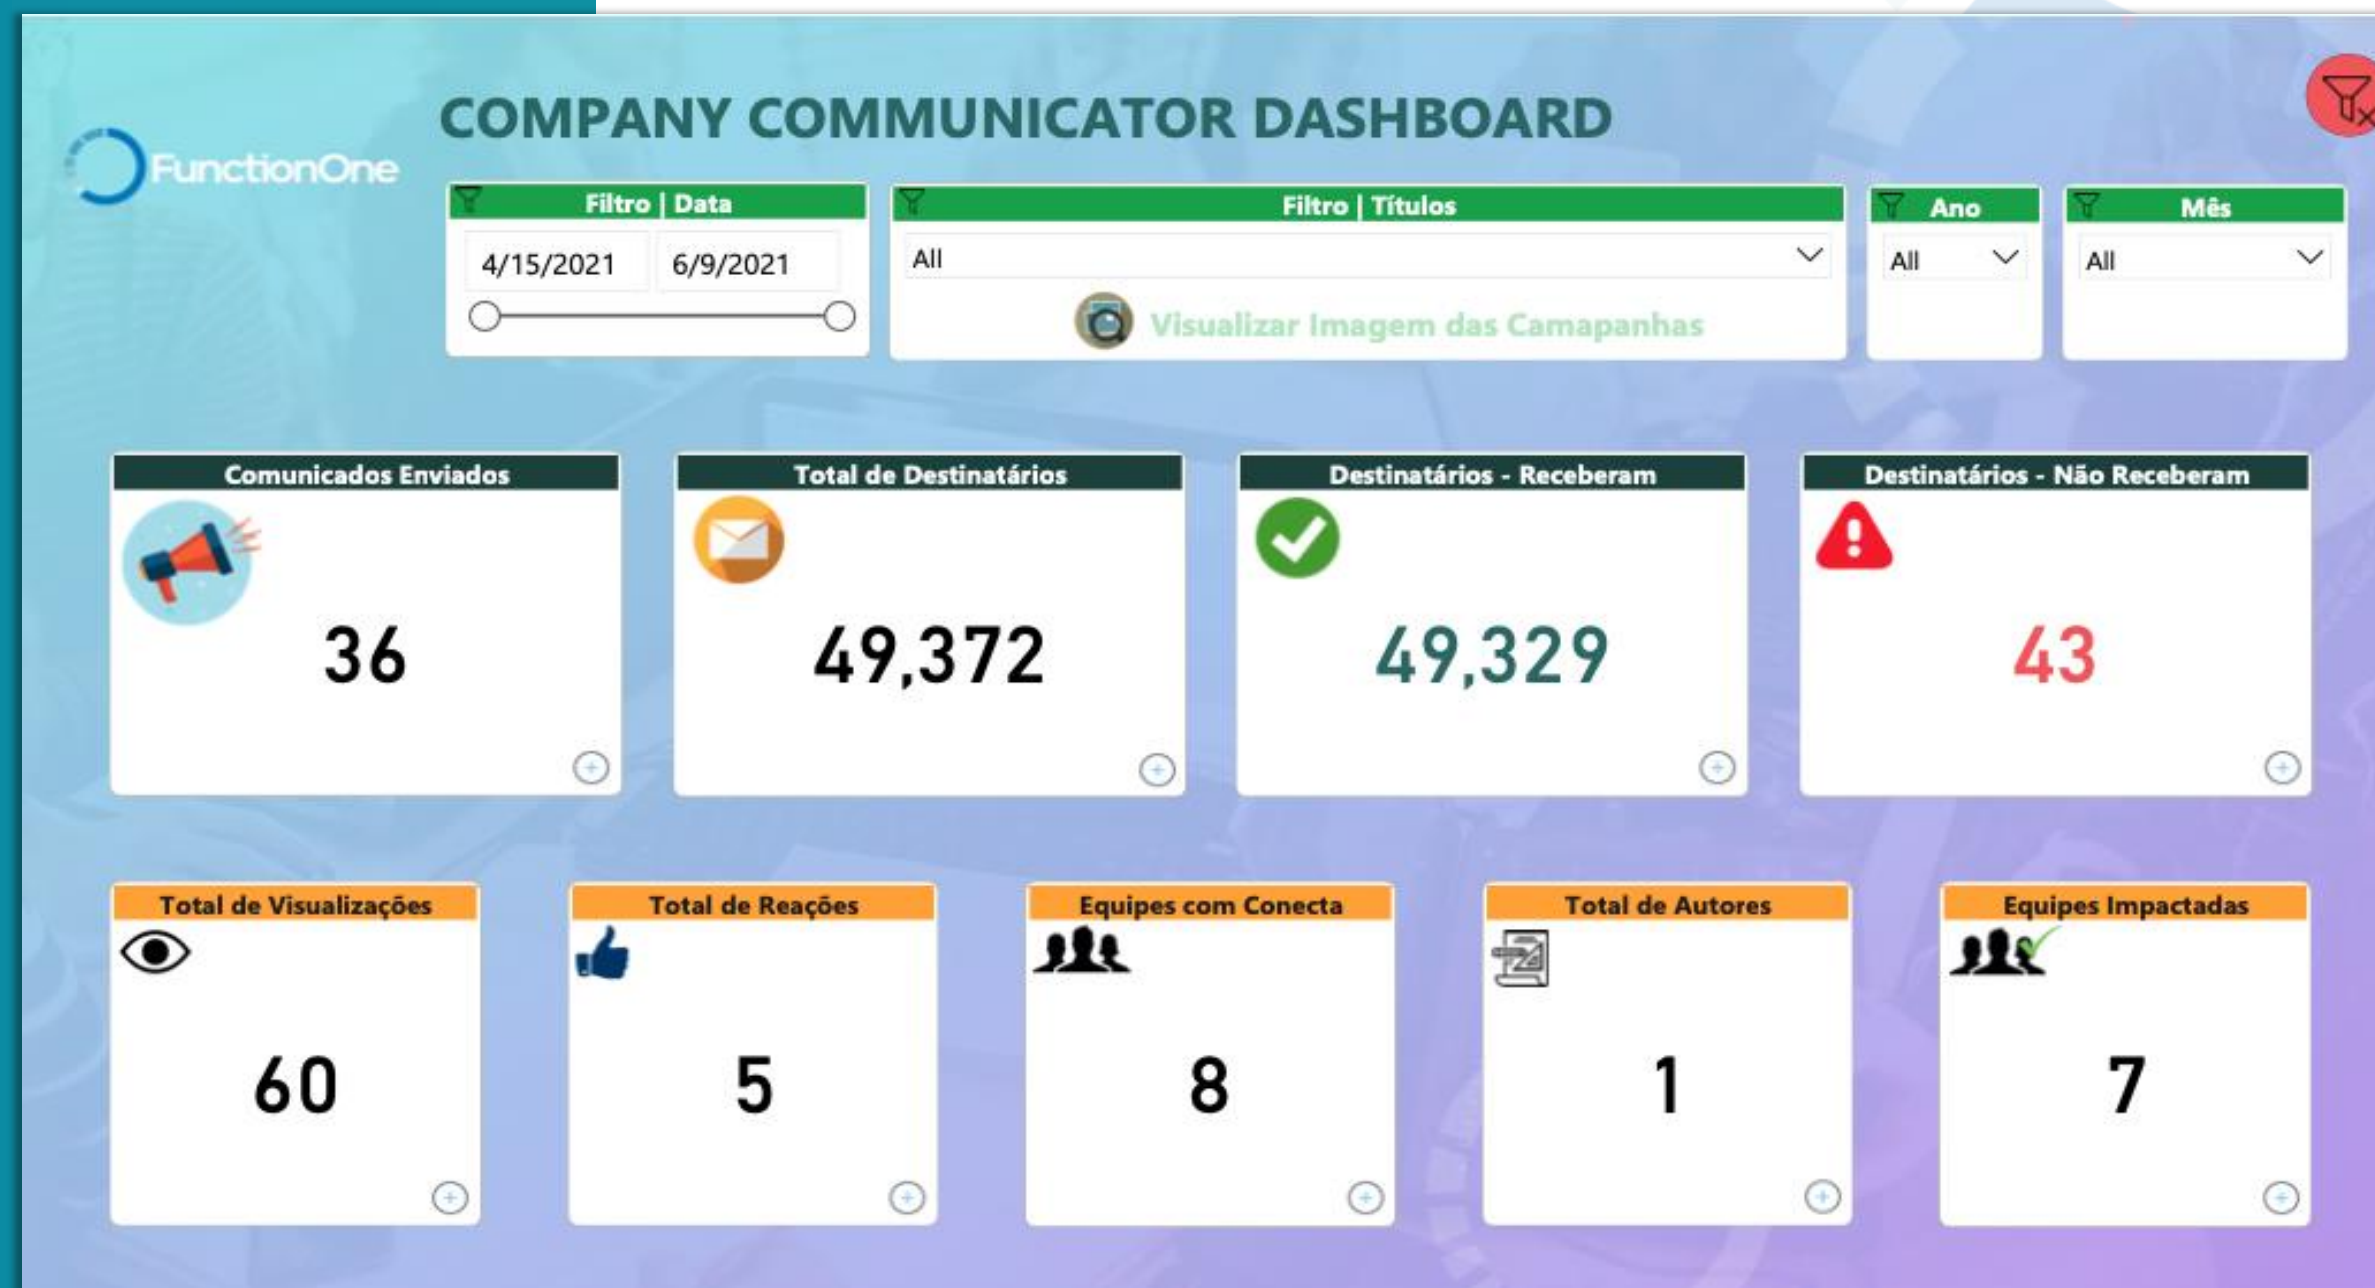 COMPANY COMMUNICATOR DASHBOARD
FunctionOne
Filtro | Data
4/15/2021 6/9/2021
Filtro | Títulos
All
Visualizar Imagem das Camapanhas
Ano
All
Mês
All
Comunicados Enviados
36
Total de Destinatários
49,372
Destinatários - Receberam
49,329
Destinatários - Não Receberam
43
Total de Visualizações
60
Total de Reações
5
Equipes com Conecta
8
Total de Autores
1
Equipes Impactadas
7